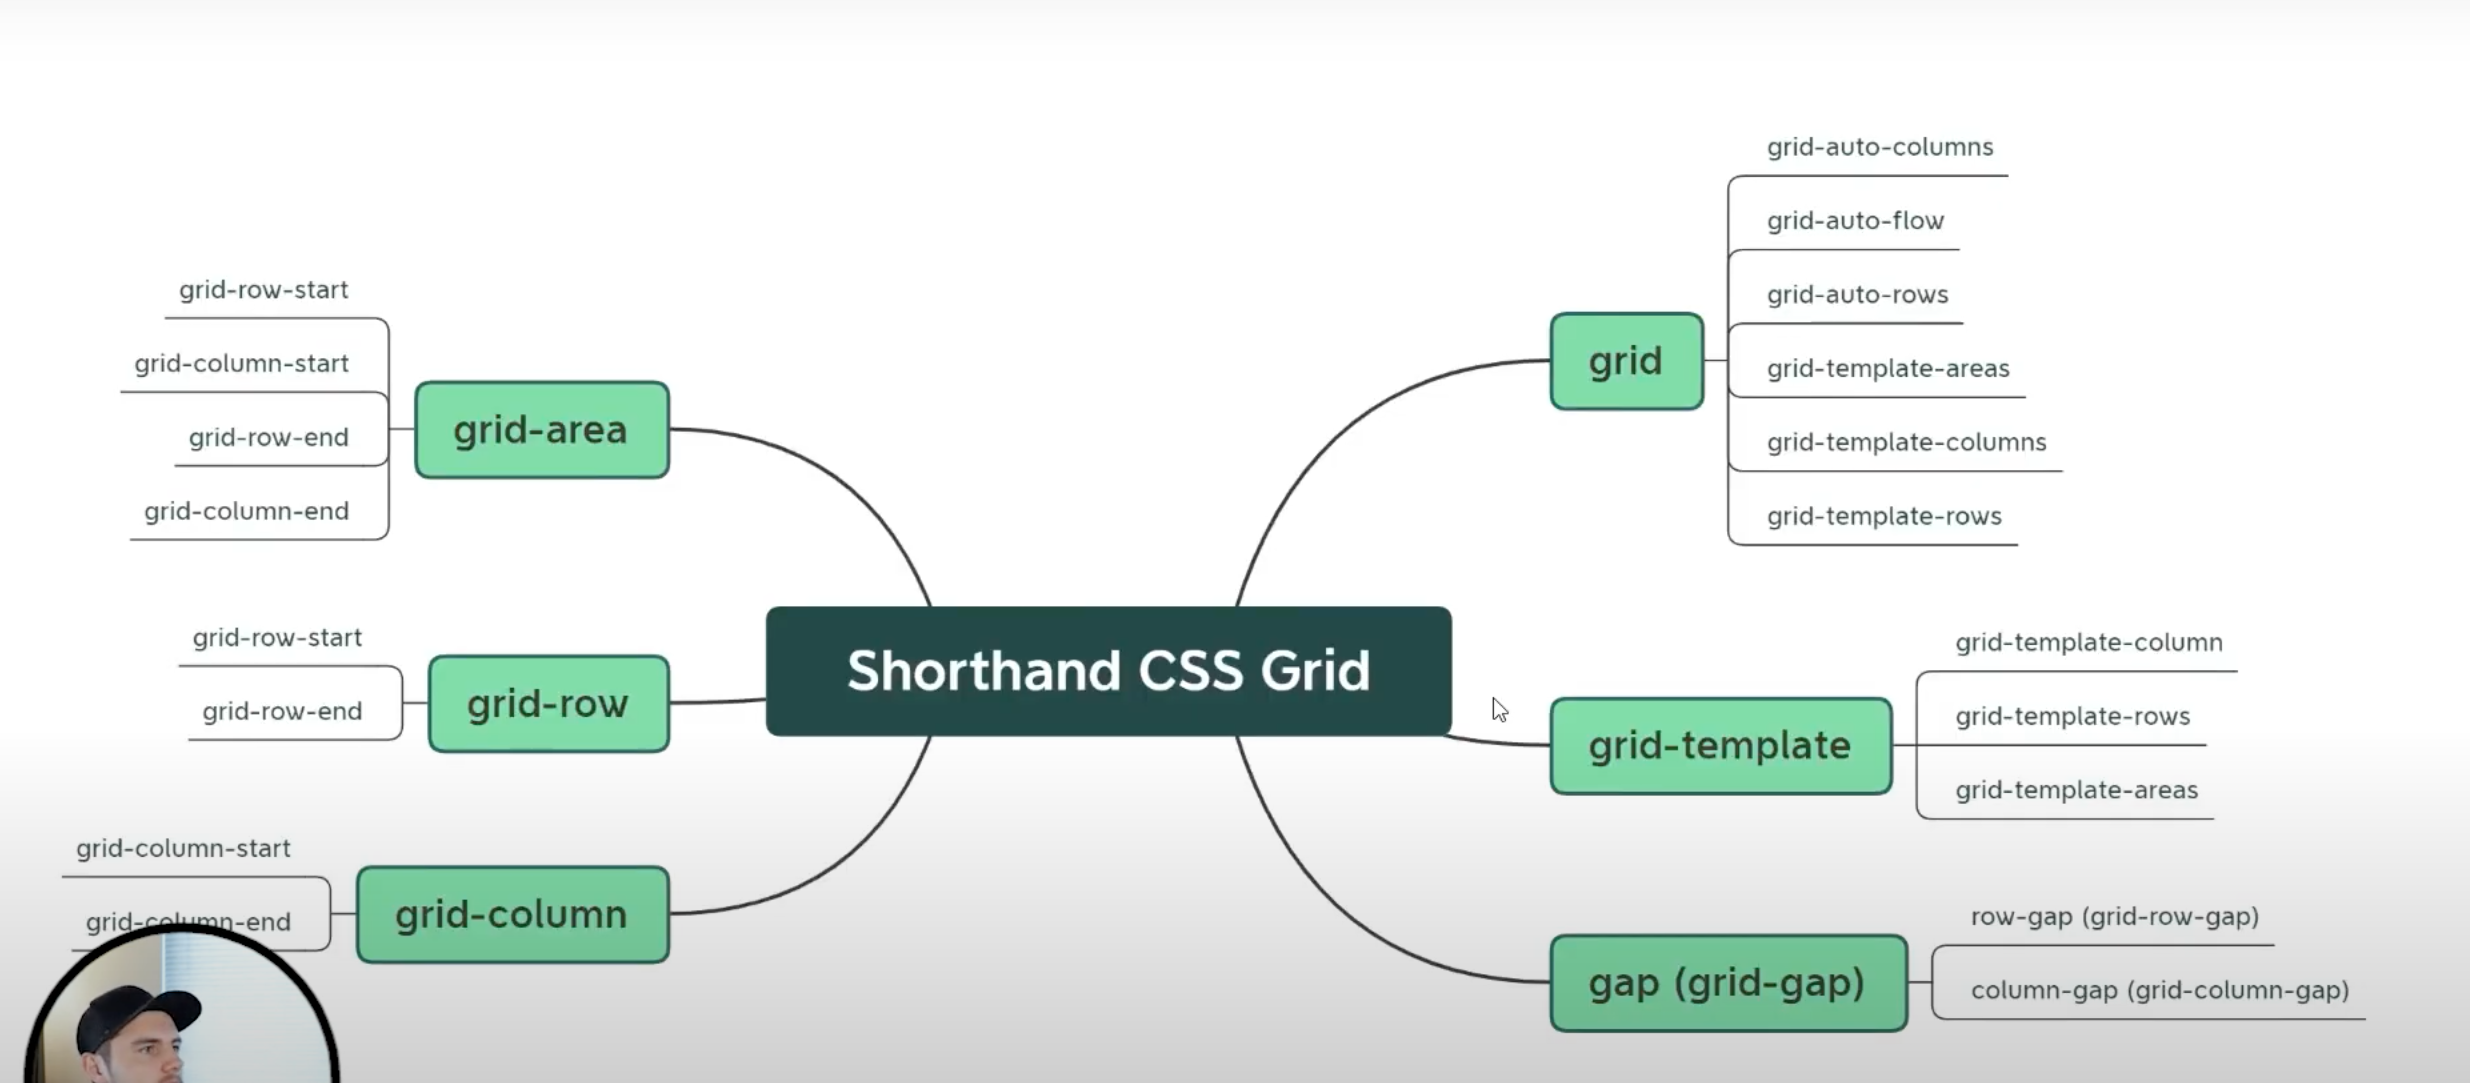 grid-row-start
grid-column-start
grid-row-end
grid-column-end
grid-area
grid-row-start
grid-row-end
grid-row
grid-column-start
grid-column-end
grid-column
Shorthand CSS Grid
grid
grid-auto-columns
grid-auto-flow
grid-auto-rows
grid-template-areas
grid-template-columns
grid-template-rows
grid-template
grid-template-column
grid-template-rows
grid-template-areas
gap (grid-gap)
row-gap (grid-row-gap)
column-gap (grid-column-gap)